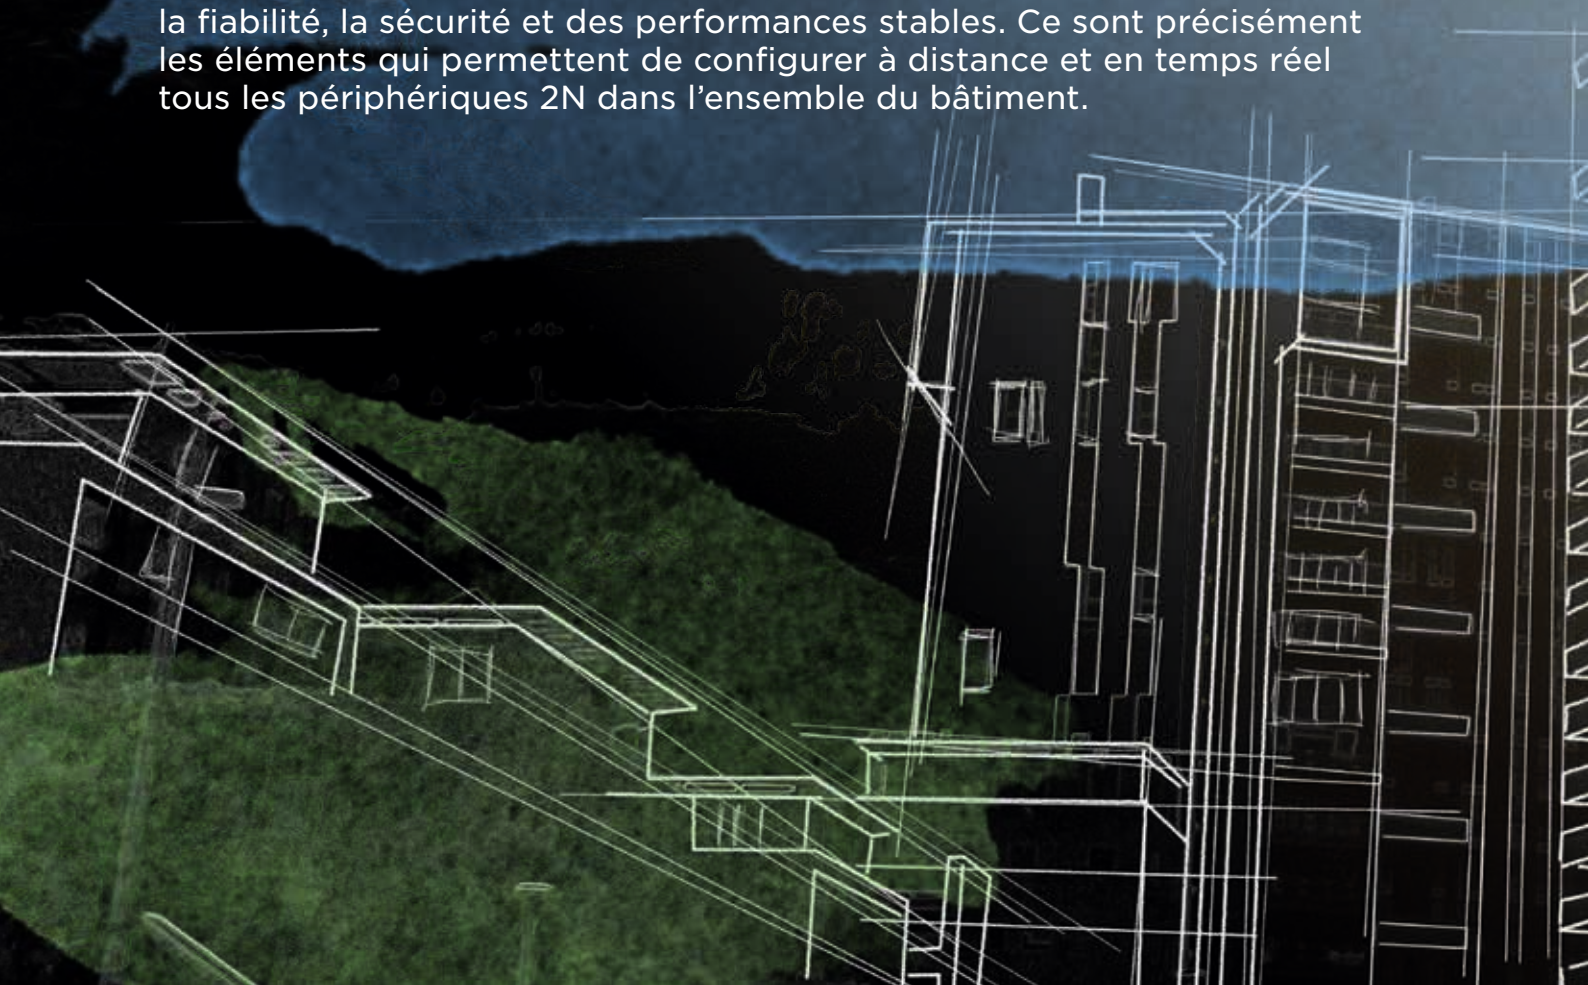 la fiabilité, la sécurité et des performances stables. Ce sont précisément
les éléments qui permettent de configurer à distance et en temps réel
tous les périphériques 2N dans l’ensemble du bâtiment.